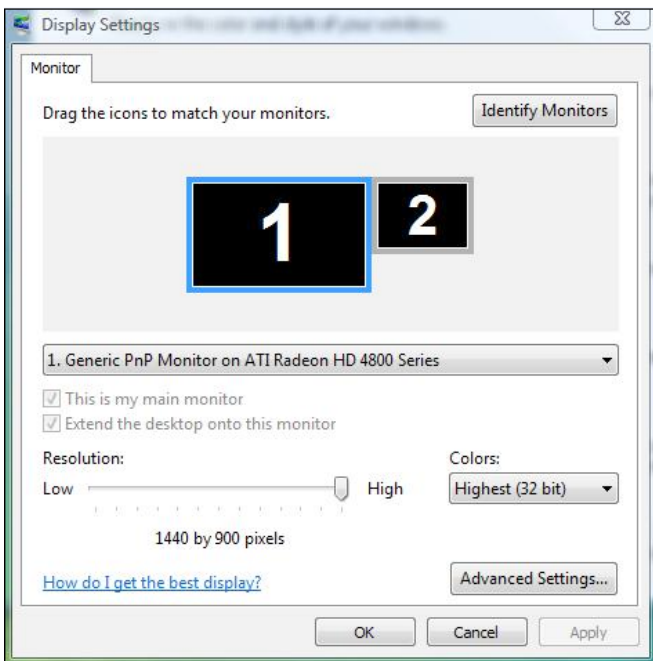 Display Settings
Monitor
Drag the icons to match your monitors.
Identify Monitors
1
2
1. Generic PnP Monitor on ATI Radeon HD 4800 Series
This is my main monitor
Extend the desktop onto this monitor
Resolution:
Colors:
Low
High
Highest (32 bit)
1440 by 900 pixels
How do I get the best display?
Advanced Settings...
OK
Cancel
Apply